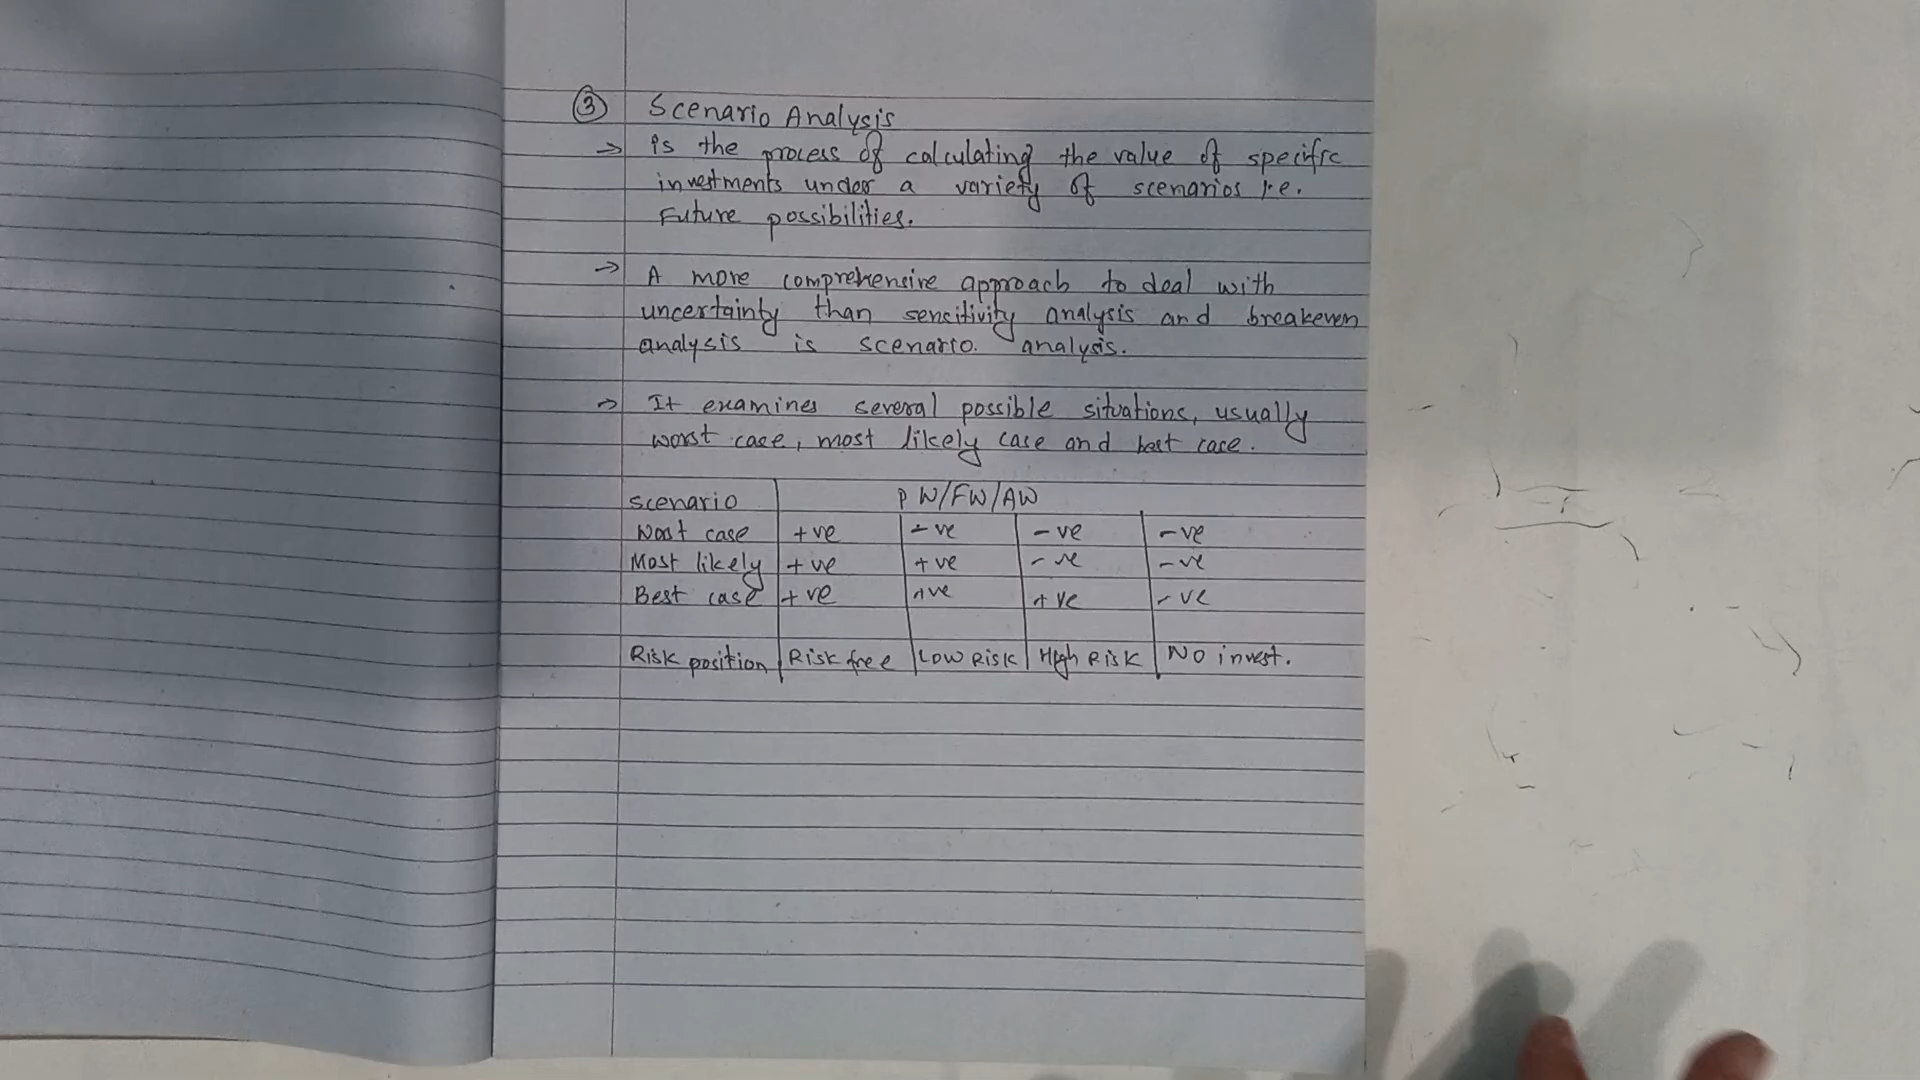 ③ Scenario Analysis
→ is the process of calculating the value of specific
investments under a variety of scenarios i.e.
Future possibilities.
→ A more comprehensive approach to deal with
uncertainty than sensitivity analysis and breakeven
analysis is scenario. analysis.
→ It examines several possible situations, usually
worst case, most likely case and best case.
scenario PW/FW/AW
Worst case +ve -ve -ve -ve
Most likely +ve +ve -ve -ve
Best case +ve +ve +ve -ve
Risk position Risk free Low Risk High Risk No invest.